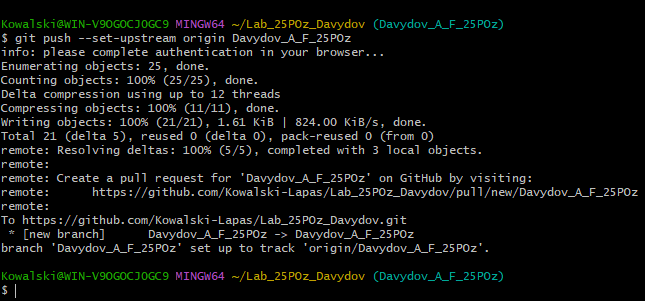 Kowalski@WIN-V9OGOCJ0GC9 MINGW64 ~/Lab_25POz_Davydov (Davydov_A_F_25POz)
$ git push --set-upstream origin Davydov_A_F_25POz
info: please complete authentication in your browser...
Enumerating objects: 25, done.
Counting objects: 100% (25/25), done.
Delta compression using up to 12 threads
Compressing objects: 100% (11/11), done.
Writing objects: 100% (21/21), 1.61 KiB | 824.00 KiB/s, done.
Total 21 (delta 5), reused 0 (delta 0), pack-reused 0 (from 0)
remote: Resolving deltas: 100% (5/5), completed with 3 local objects.
remote:
remote: Create a pull request for 'Davydov_A_F_25POz' on GitHub by visiting:
remote:      https://github.com/Kowalski-Lapas/Lab_25POz_Davydov/pull/new/Davydov_A_F_25POz
remote:
To https://github.com/Kowalski-Lapas/Lab_25POz_Davydov.git
 * [new branch]      Davydov_A_F_25POz -> Davydov_A_F_25POz
branch 'Davydov_A_F_25POz' set up to track 'origin/Davydov_A_F_25POz'.
Kowalski@WIN-V9OGOCJ0GC9 MINGW64 ~/Lab_25POz_Davydov (Davydov_A_F_25POz)
$